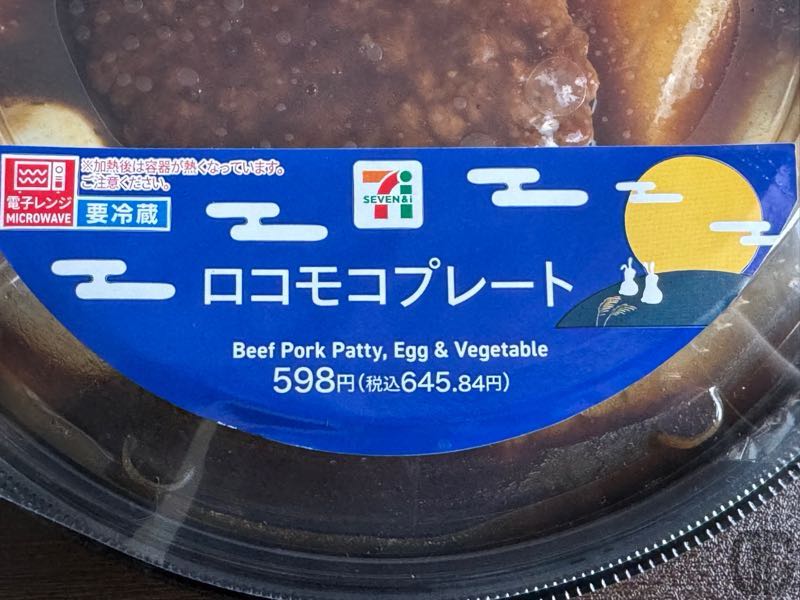 ※加熱後は容器が熱くなっています。
ご注意ください。
電子レンジ
MICROWAVE
要冷蔵
7
SEVEN&i
ロコモコプレート
Beef Pork Patty, Egg & Vegetable
598円(税込645.84円)